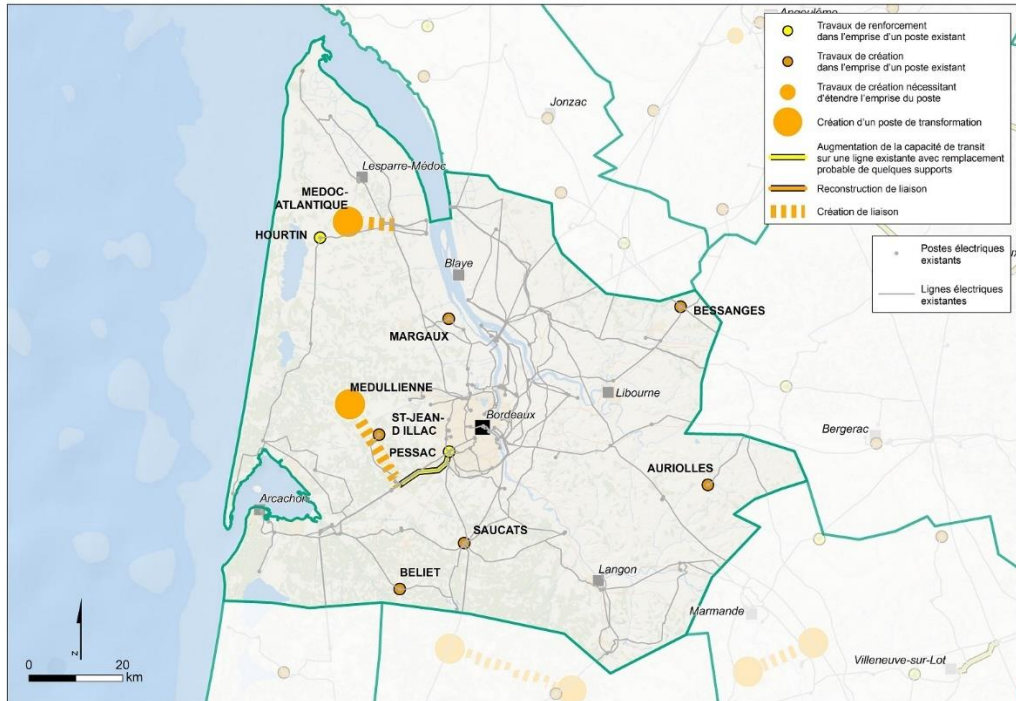 Angoulême
Jonzac
Lesparre-Médoc
MEDOC-
ATLANTIQUE
HOURTIN
Blaye
BESSANGES
MARGAUX
MEDULLIENNE
Libourne
ST-JEAN-
D ILLAC
Bordeaux
PESSAC
Bergerac
AURIOLLES
Arcachon
SAUCATS
BELIET
Langon
Marmande
Villeneuve-sur-Lot
Travaux de renforcement
dans l'emprise d'un poste existant
Travaux de création
dans l'emprise d'un poste existant
Travaux de création nécessitant
d'étendre l'emprise du poste
Création d'un poste de transformation
Augmentation de la capacité de transit
sur une ligne existante avec remplacement
probable de quelques supports
Reconstruction de liaison
Création de liaison
Postes électriques
existants
Lignes électriques
existantes
N
0 20
km